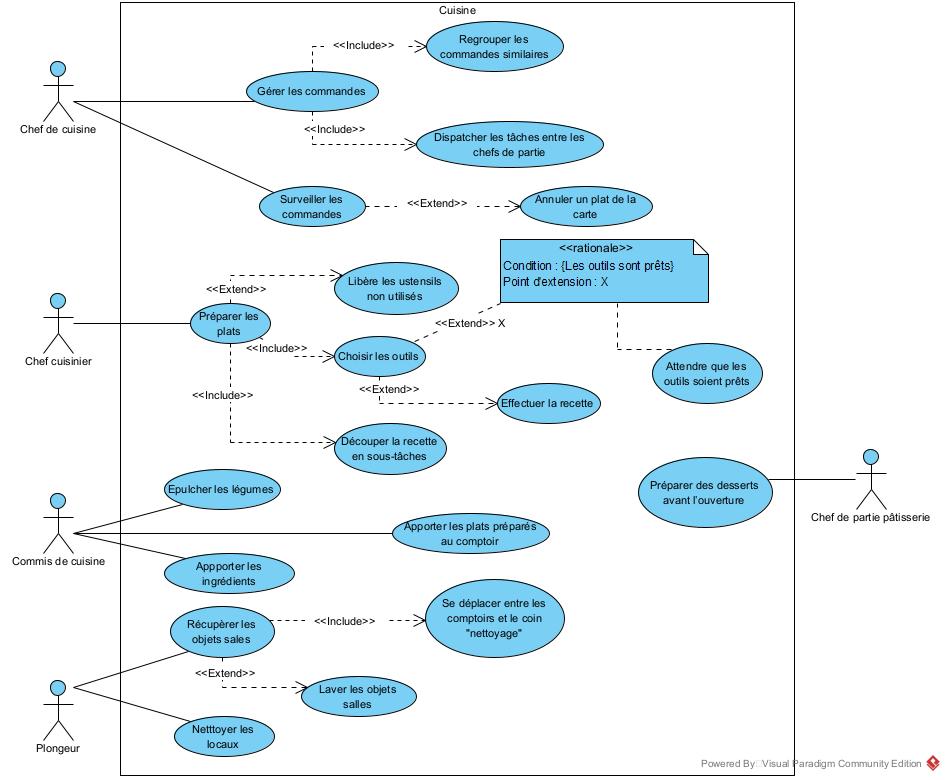 Cuisine
Regrouper les
commandes similaires
<<Include>>
Gérer les commandes
Chef de cuisine
<<Include>>
Dispatcher les tâches entre les
chefs de partie
Surveiller les
commandes
<<Extend>>
Annuler un plat de la
carte
<<rationale>>
Condition : {Les outils sont prêts}
Point d'extension : X
<<Extend>>
Libère les ustensils
non utilisés
Préparer les
plats
Chef cuisinier
<<Extend>> X
<<Include>>
Choisir les outils
Attendre que les
outils soient prêts
<<Extend>>
<<Include>>
Effectuer la recette
Découper la recette
en sous-tâches
Epulcher les légumes
Préparer des desserts
avant l'ouverture
Chef de partie pâtisserie
Commis de cuisine
Apporter les plats préparés
au comptoir
Appporter les
ingrédients
Récupèrer les
objets sales
<<Include>>
Se déplacer entre les
comptoirs et le coin
"nettoyage"
<<Extend>>
Laver les objets
salles
Plongeur
Netttoyer les
locaux
Powered By Visual Paradigm Community Edition